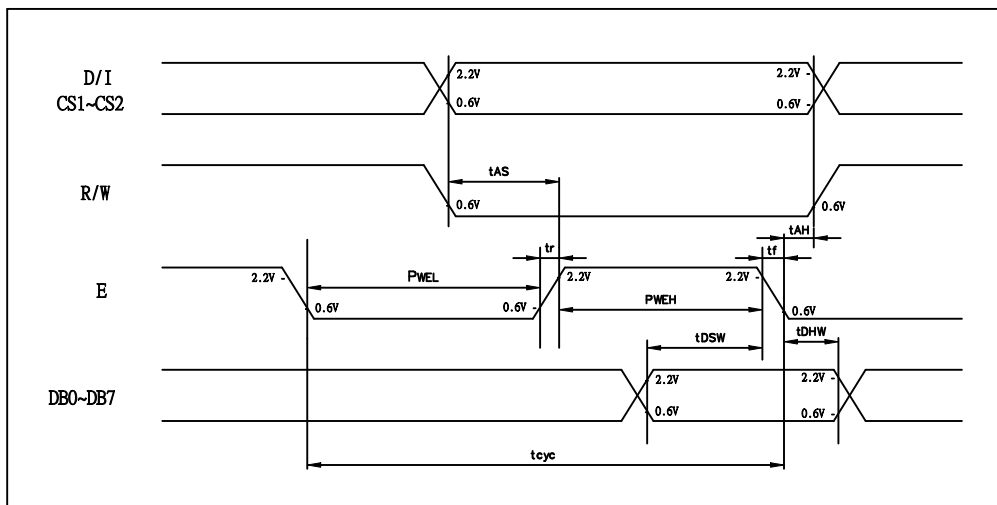 D/I
CS1~CS2
2.2V
0.6V
2.2V -
0.6V -
R/W
tAS
0.6V
0.6V
tAH
E
2.2V -
PWEL
0.6V
tr
0.6V -
2.2V
PWEH
2.2V -
tf
0.6V
tDSW
tDHW
DB0~DB7
2.2V
0.6V
2.2V -
0.6V -
tcyc